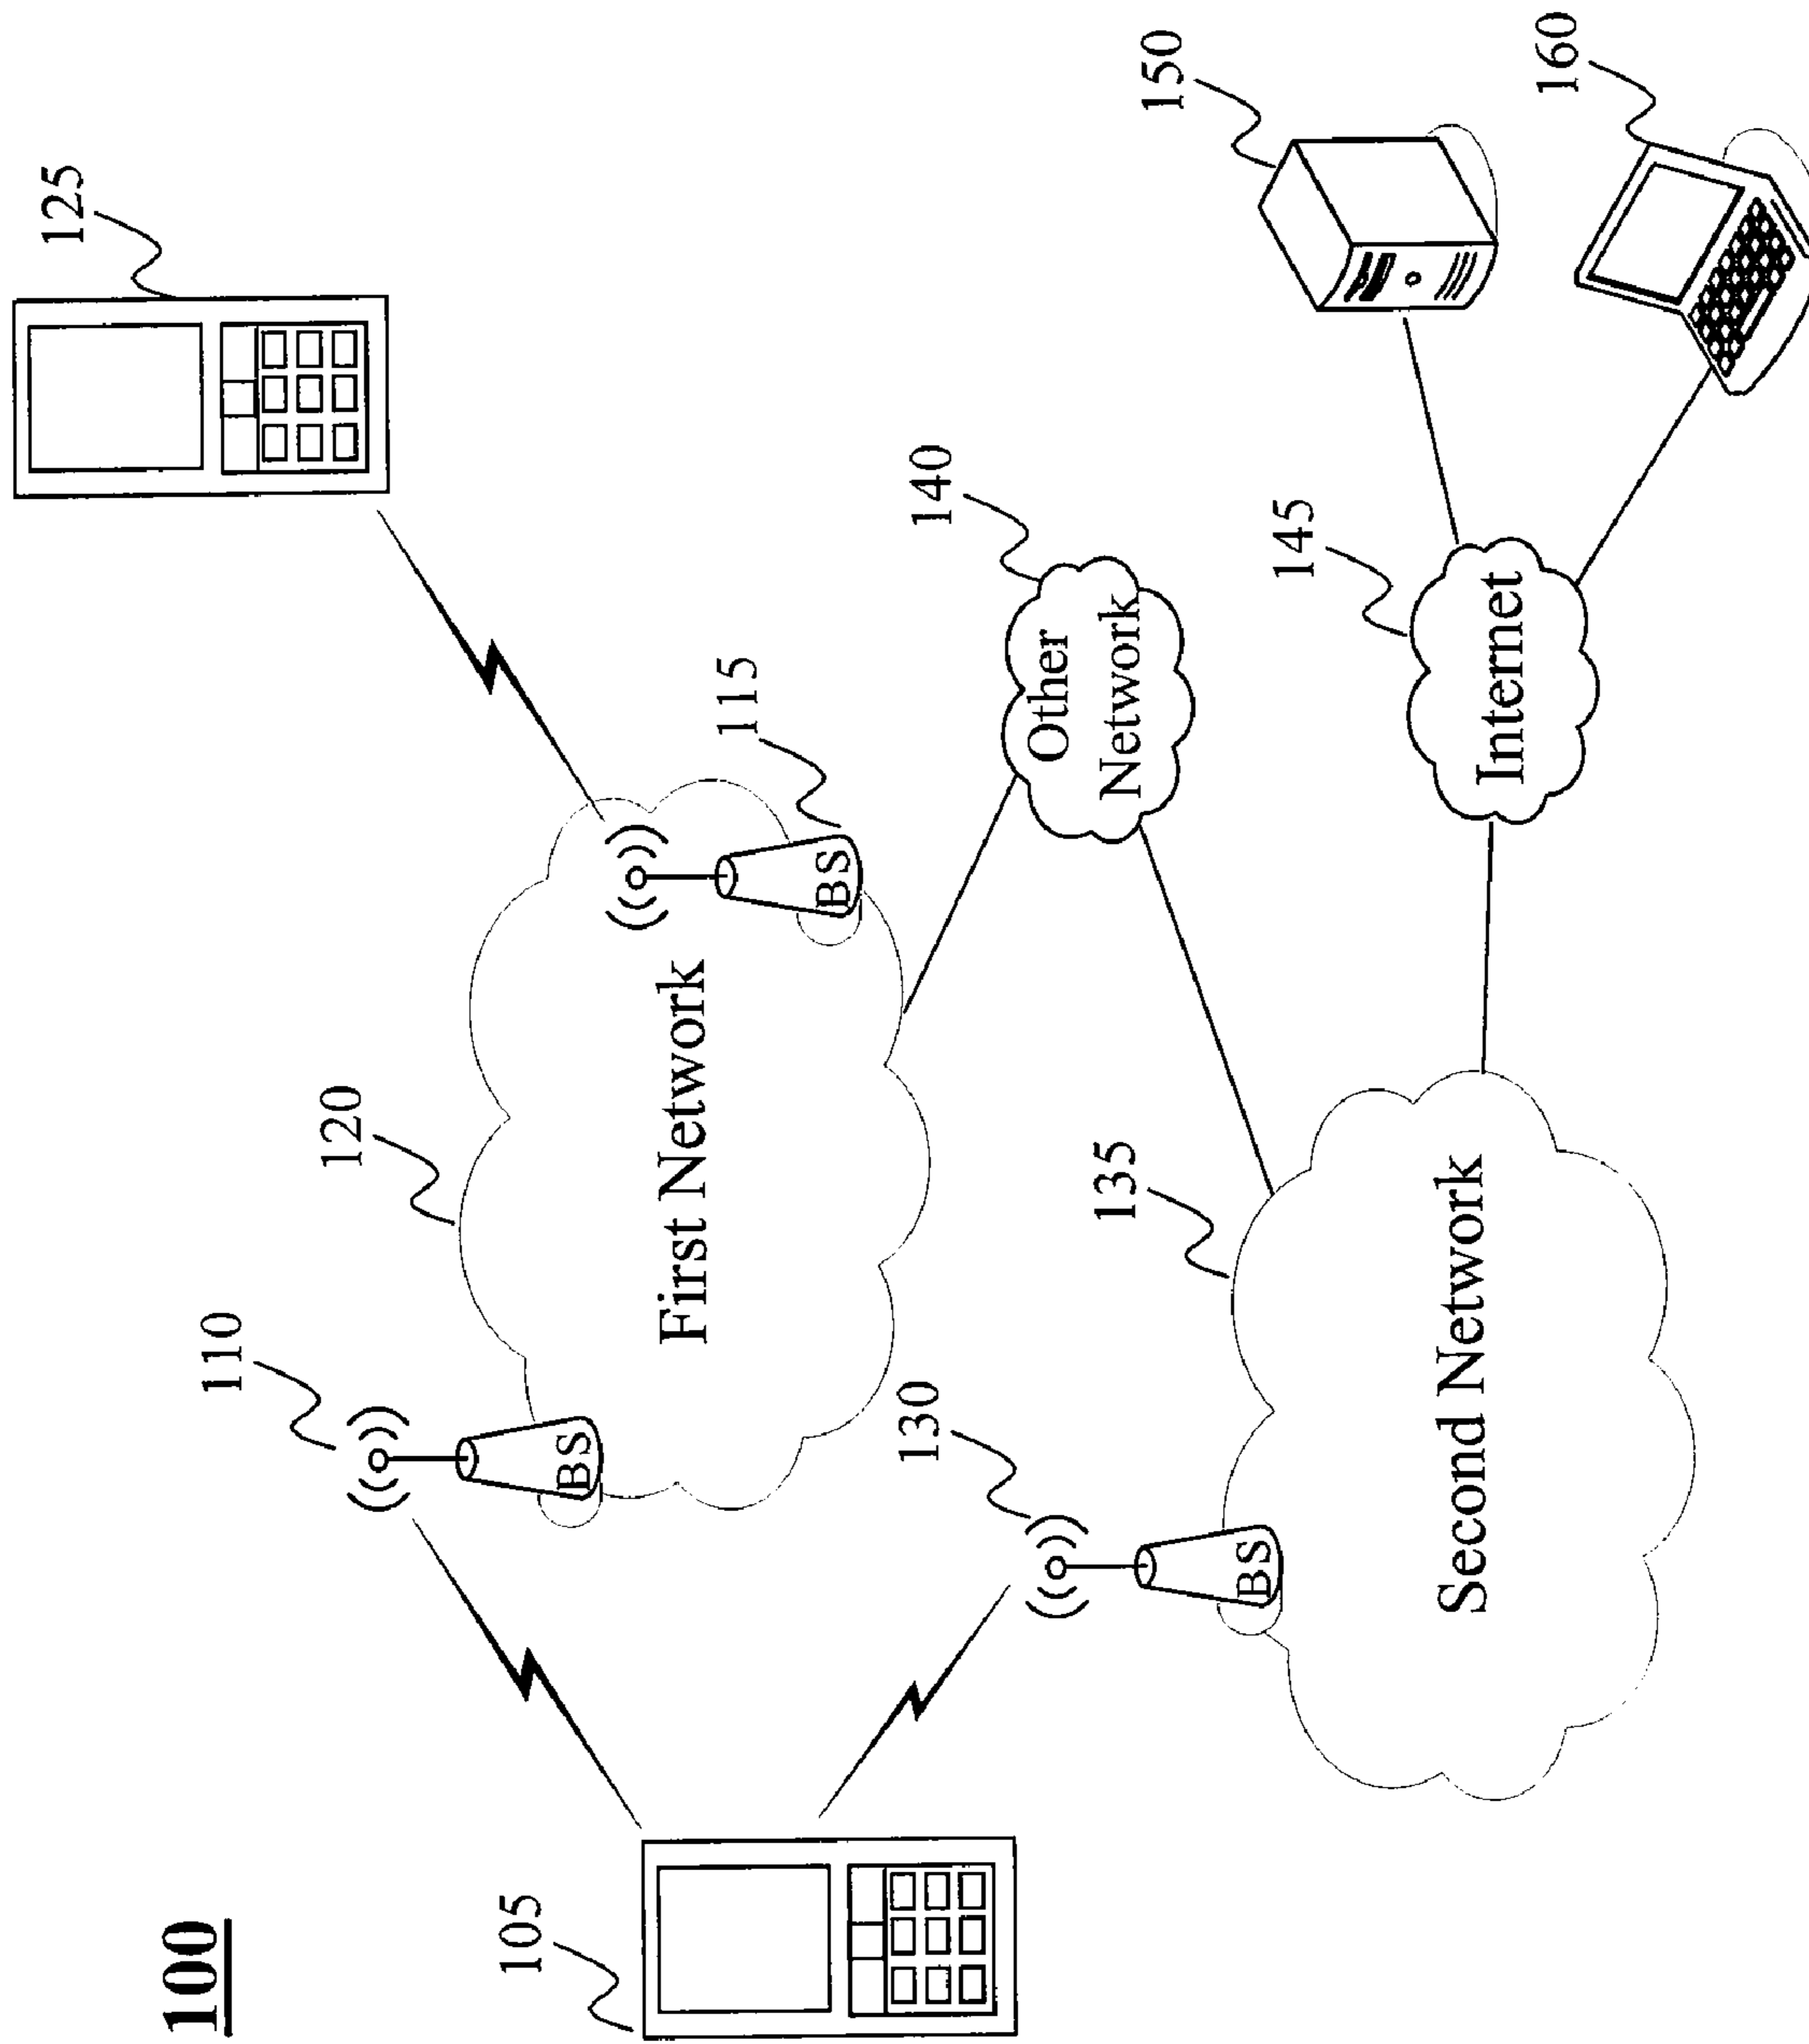 100
125
110
120
BS
105
First Network
115
BS
130
135
140
Other
Network
150
BS
145
Second Network
Internet
160